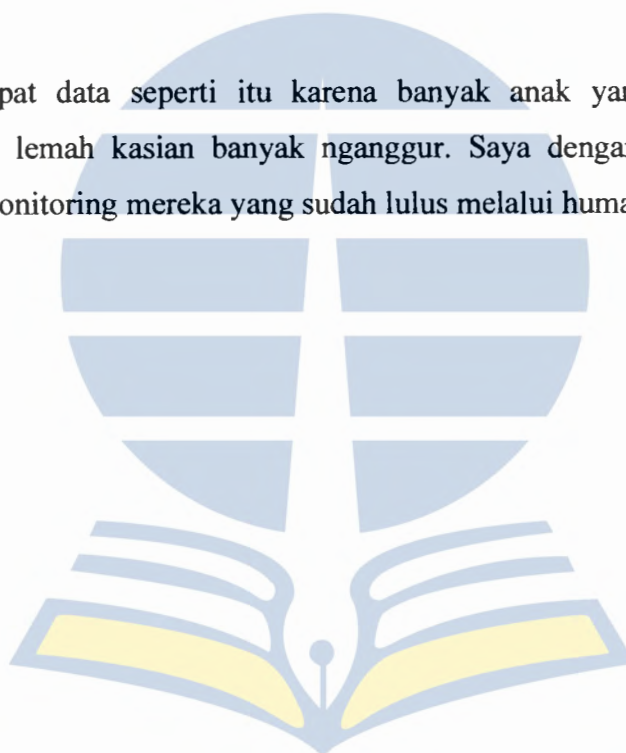 pat data seperti itu karena banyak anak yan
lemah kasian banyak nganggur. Saya dengan
onitoring mereka yang sudah lulus melalui huma